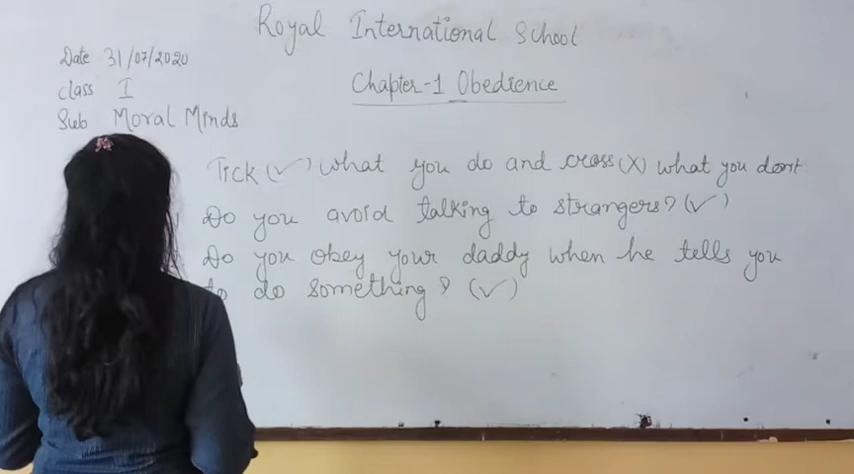 Royal International School
Date 31/07/2020
Class I
Chapter-1 Obedience
Sub Moral Minds
Tick (✓) what you do and cross (X) what you don't
Do you avoid talking to strangers? (✓)
Do you obey your daddy when he tells you
to do something? (✓)